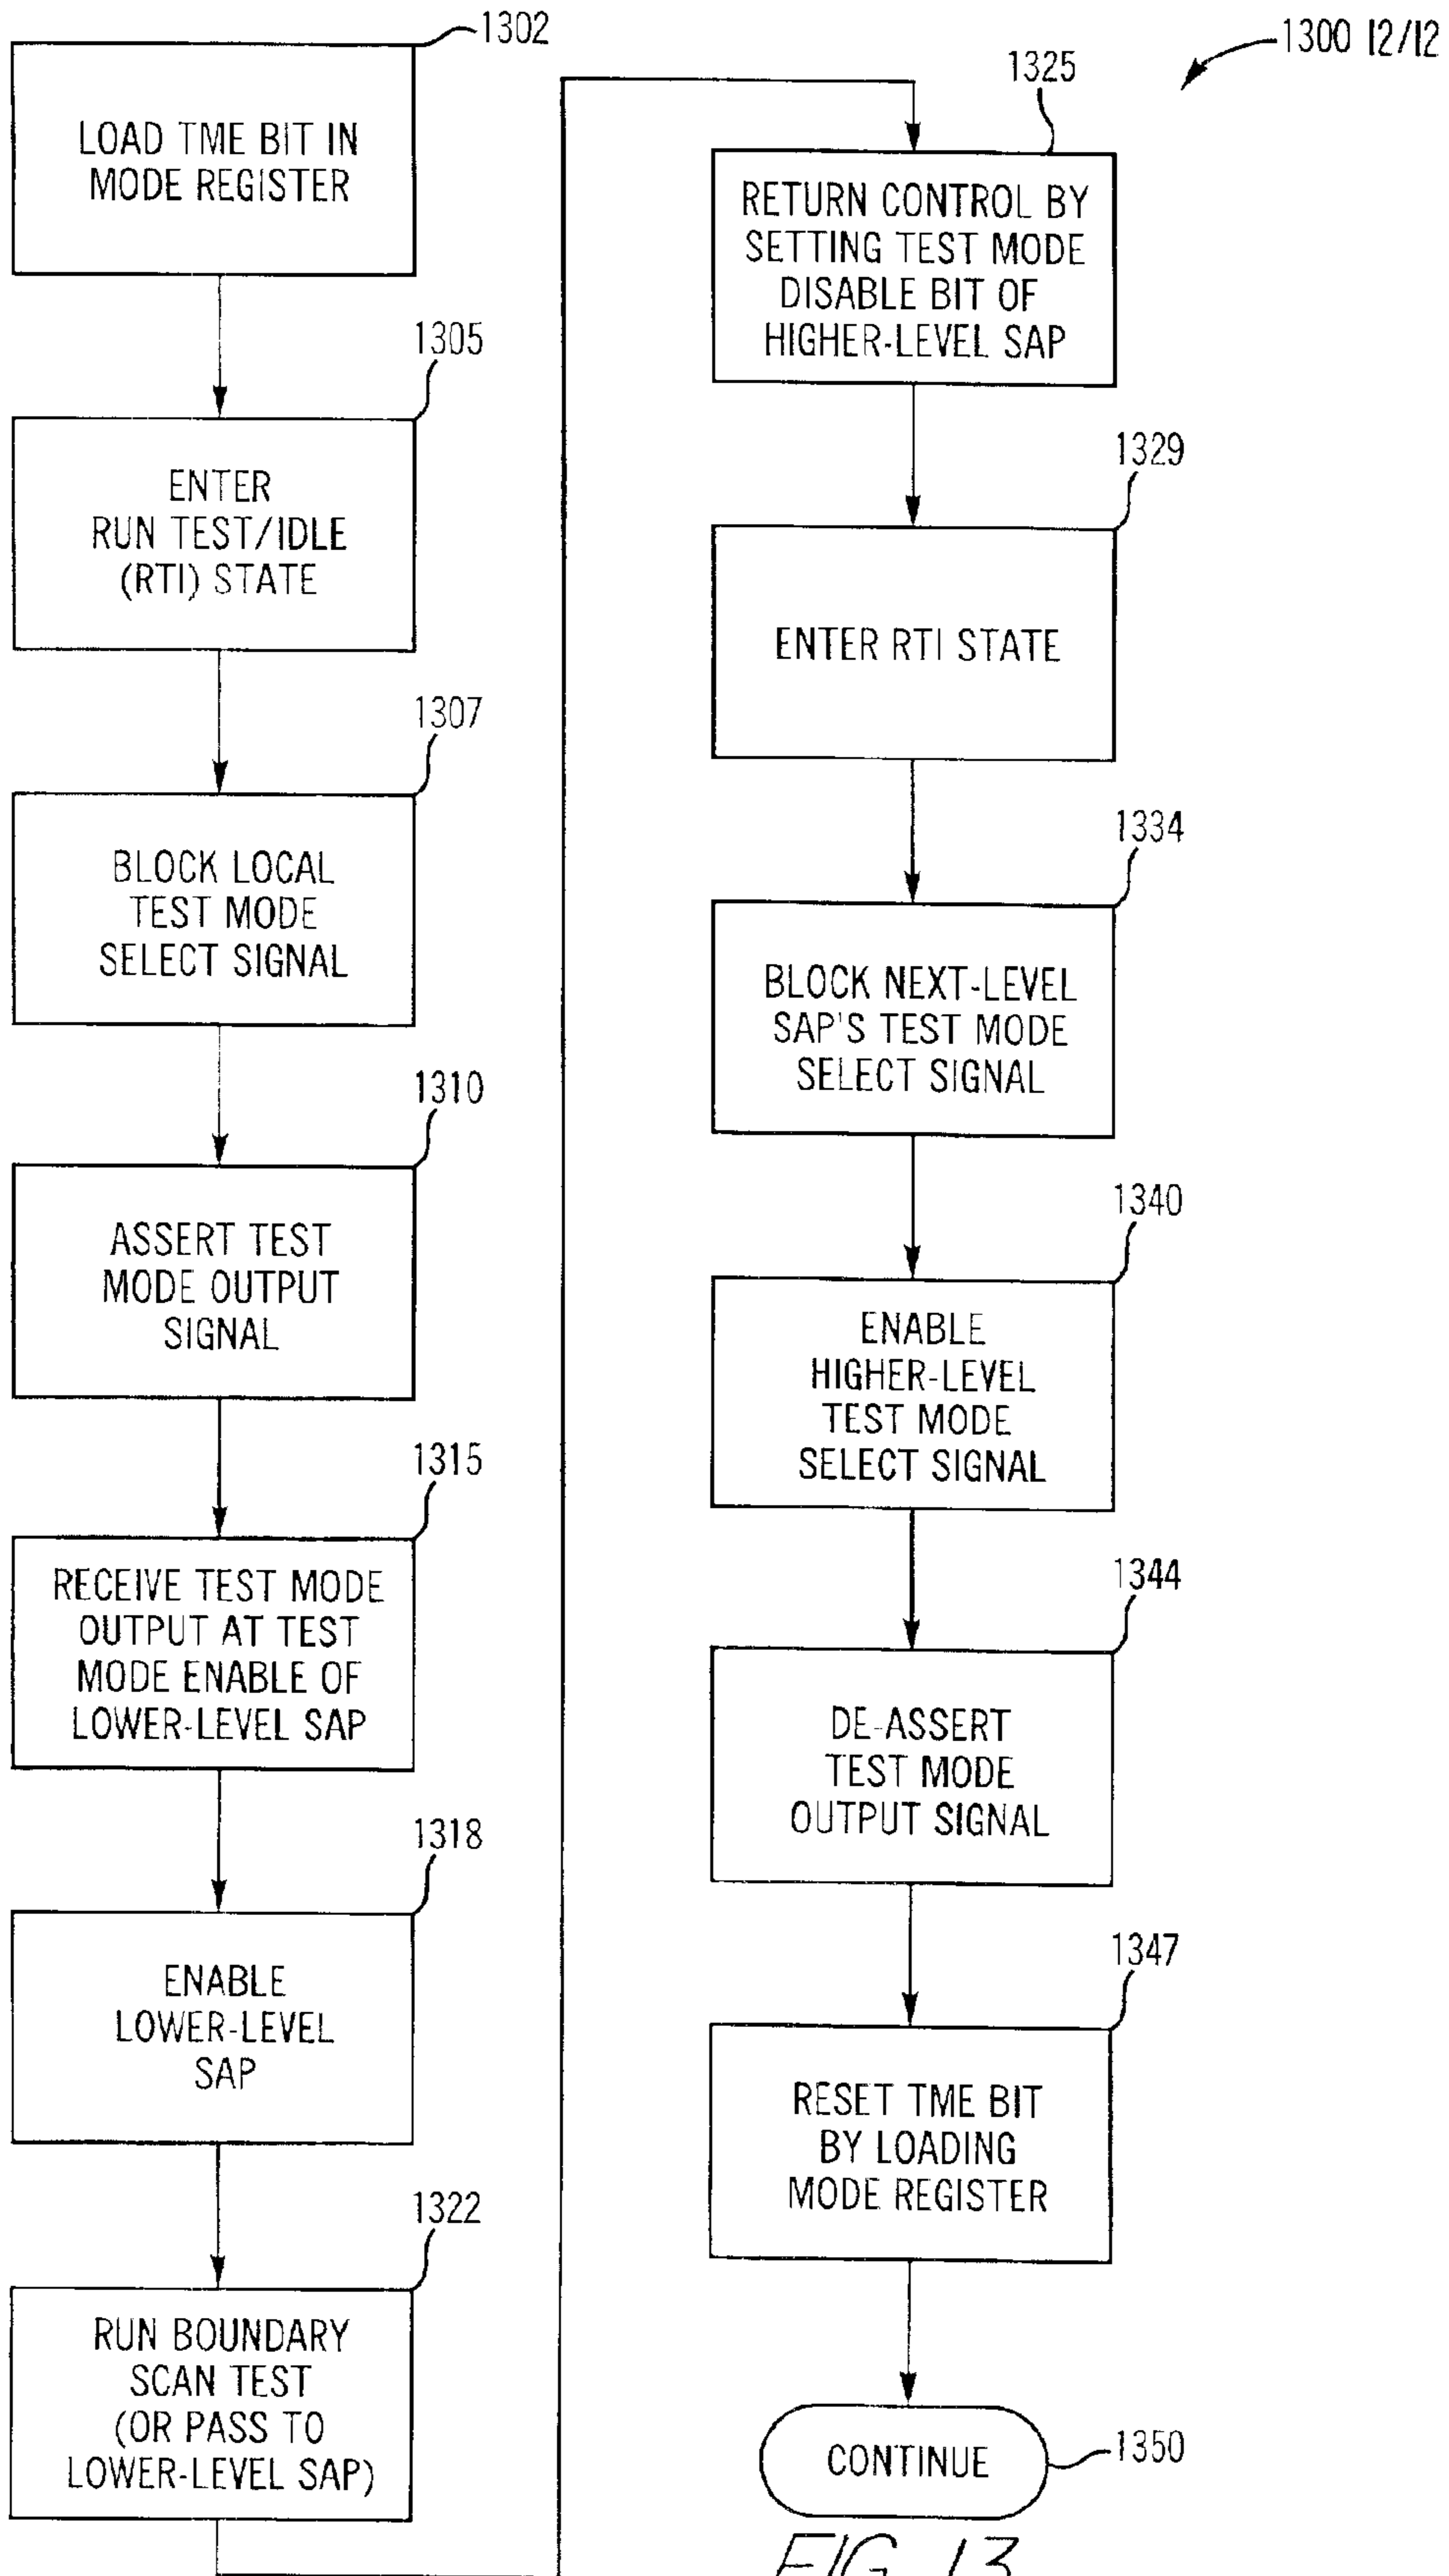 1302
LOAD TME BIT IN
MODE REGISTER
1305
ENTER
RUN TEST/IDLE
(RTI) STATE
1307
BLOCK LOCAL
TEST MODE
SELECT SIGNAL
1310
ASSERT TEST
MODE OUTPUT
SIGNAL
1315
RECEIVE TEST MODE
OUTPUT AT TEST
MODE ENABLE OF
LOWER-LEVEL SAP
1318
ENABLE
LOWER-LEVEL
SAP
1322
RUN BOUNDARY
SCAN TEST
(OR PASS TO
LOWER-LEVEL SAP)
1300 12/12
1325
RETURN CONTROL BY
SETTING TEST MODE
DISABLE BIT OF
HIGHER-LEVEL SAP
1329
ENTER RTI STATE
1334
BLOCK NEXT-LEVEL
SAP'S TEST MODE
SELECT SIGNAL
1340
ENABLE
HIGHER-LEVEL
TEST MODE
SELECT SIGNAL
1344
DE-ASSERT
TEST MODE
OUTPUT SIGNAL
1347
RESET TME BIT
BY LOADING
MODE REGISTER
CONTINUE
1350
FIG. 13